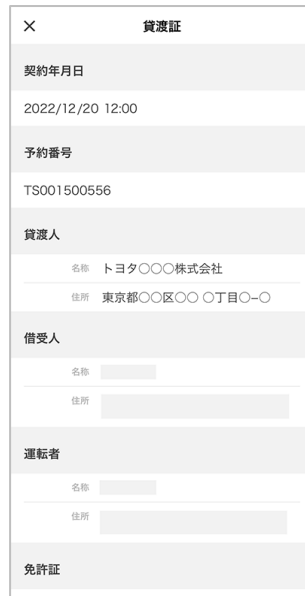 × 貸渡証
契約年月日
2022/12/20 12:00
予約番号
TS001500556
貸渡人
名称 トヨタ○○○株式会社
住所 東京都○○区○○ ○丁目○−○
借受人
名称
住所
運転者
名称
住所
免許証